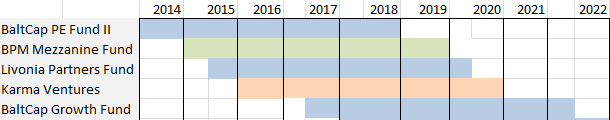 2014 2015 2016 2017 2018 2019 2020 2021 2022
BaltCap PE Fund II
BPM Mezzanine Fund
Livonia Partners Fund
Karma Ventures
BaltCap Growth Fund